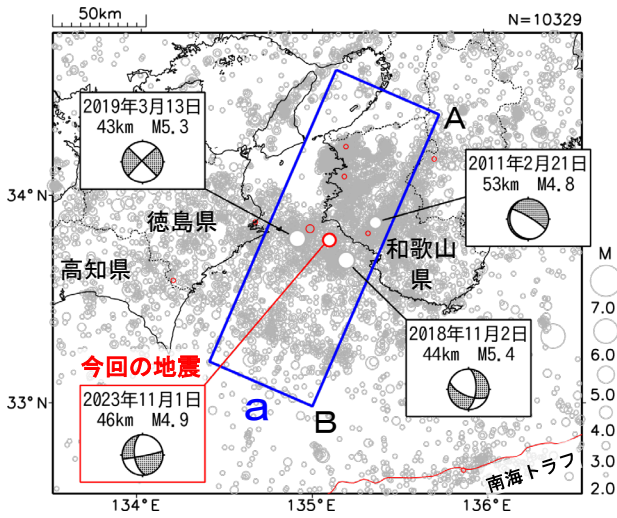 50km
N=10329
A
2019年3月13日
43km M5.3
2011年2月21日
53km M4.8
34°N
徳島県
高知県
和歌山
県
M
7.0
6.0
5.0
4.0
3.0
2.0
2018年11月2日
44km M5.4
今回の地震
2023年11月1日
46km M4.9
a
B
33°N
南海トラフ
134°E
135°E
136°E